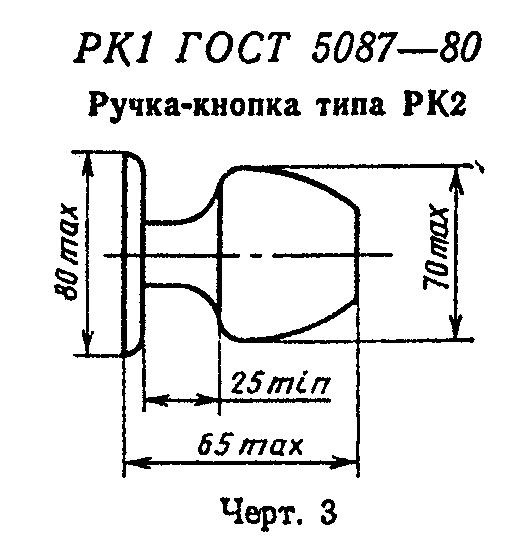 РК1 ГОСТ 5087—80
Ручка-кнопка типа РК2
80 max
70 max
25 min
65 max
Черт. 3